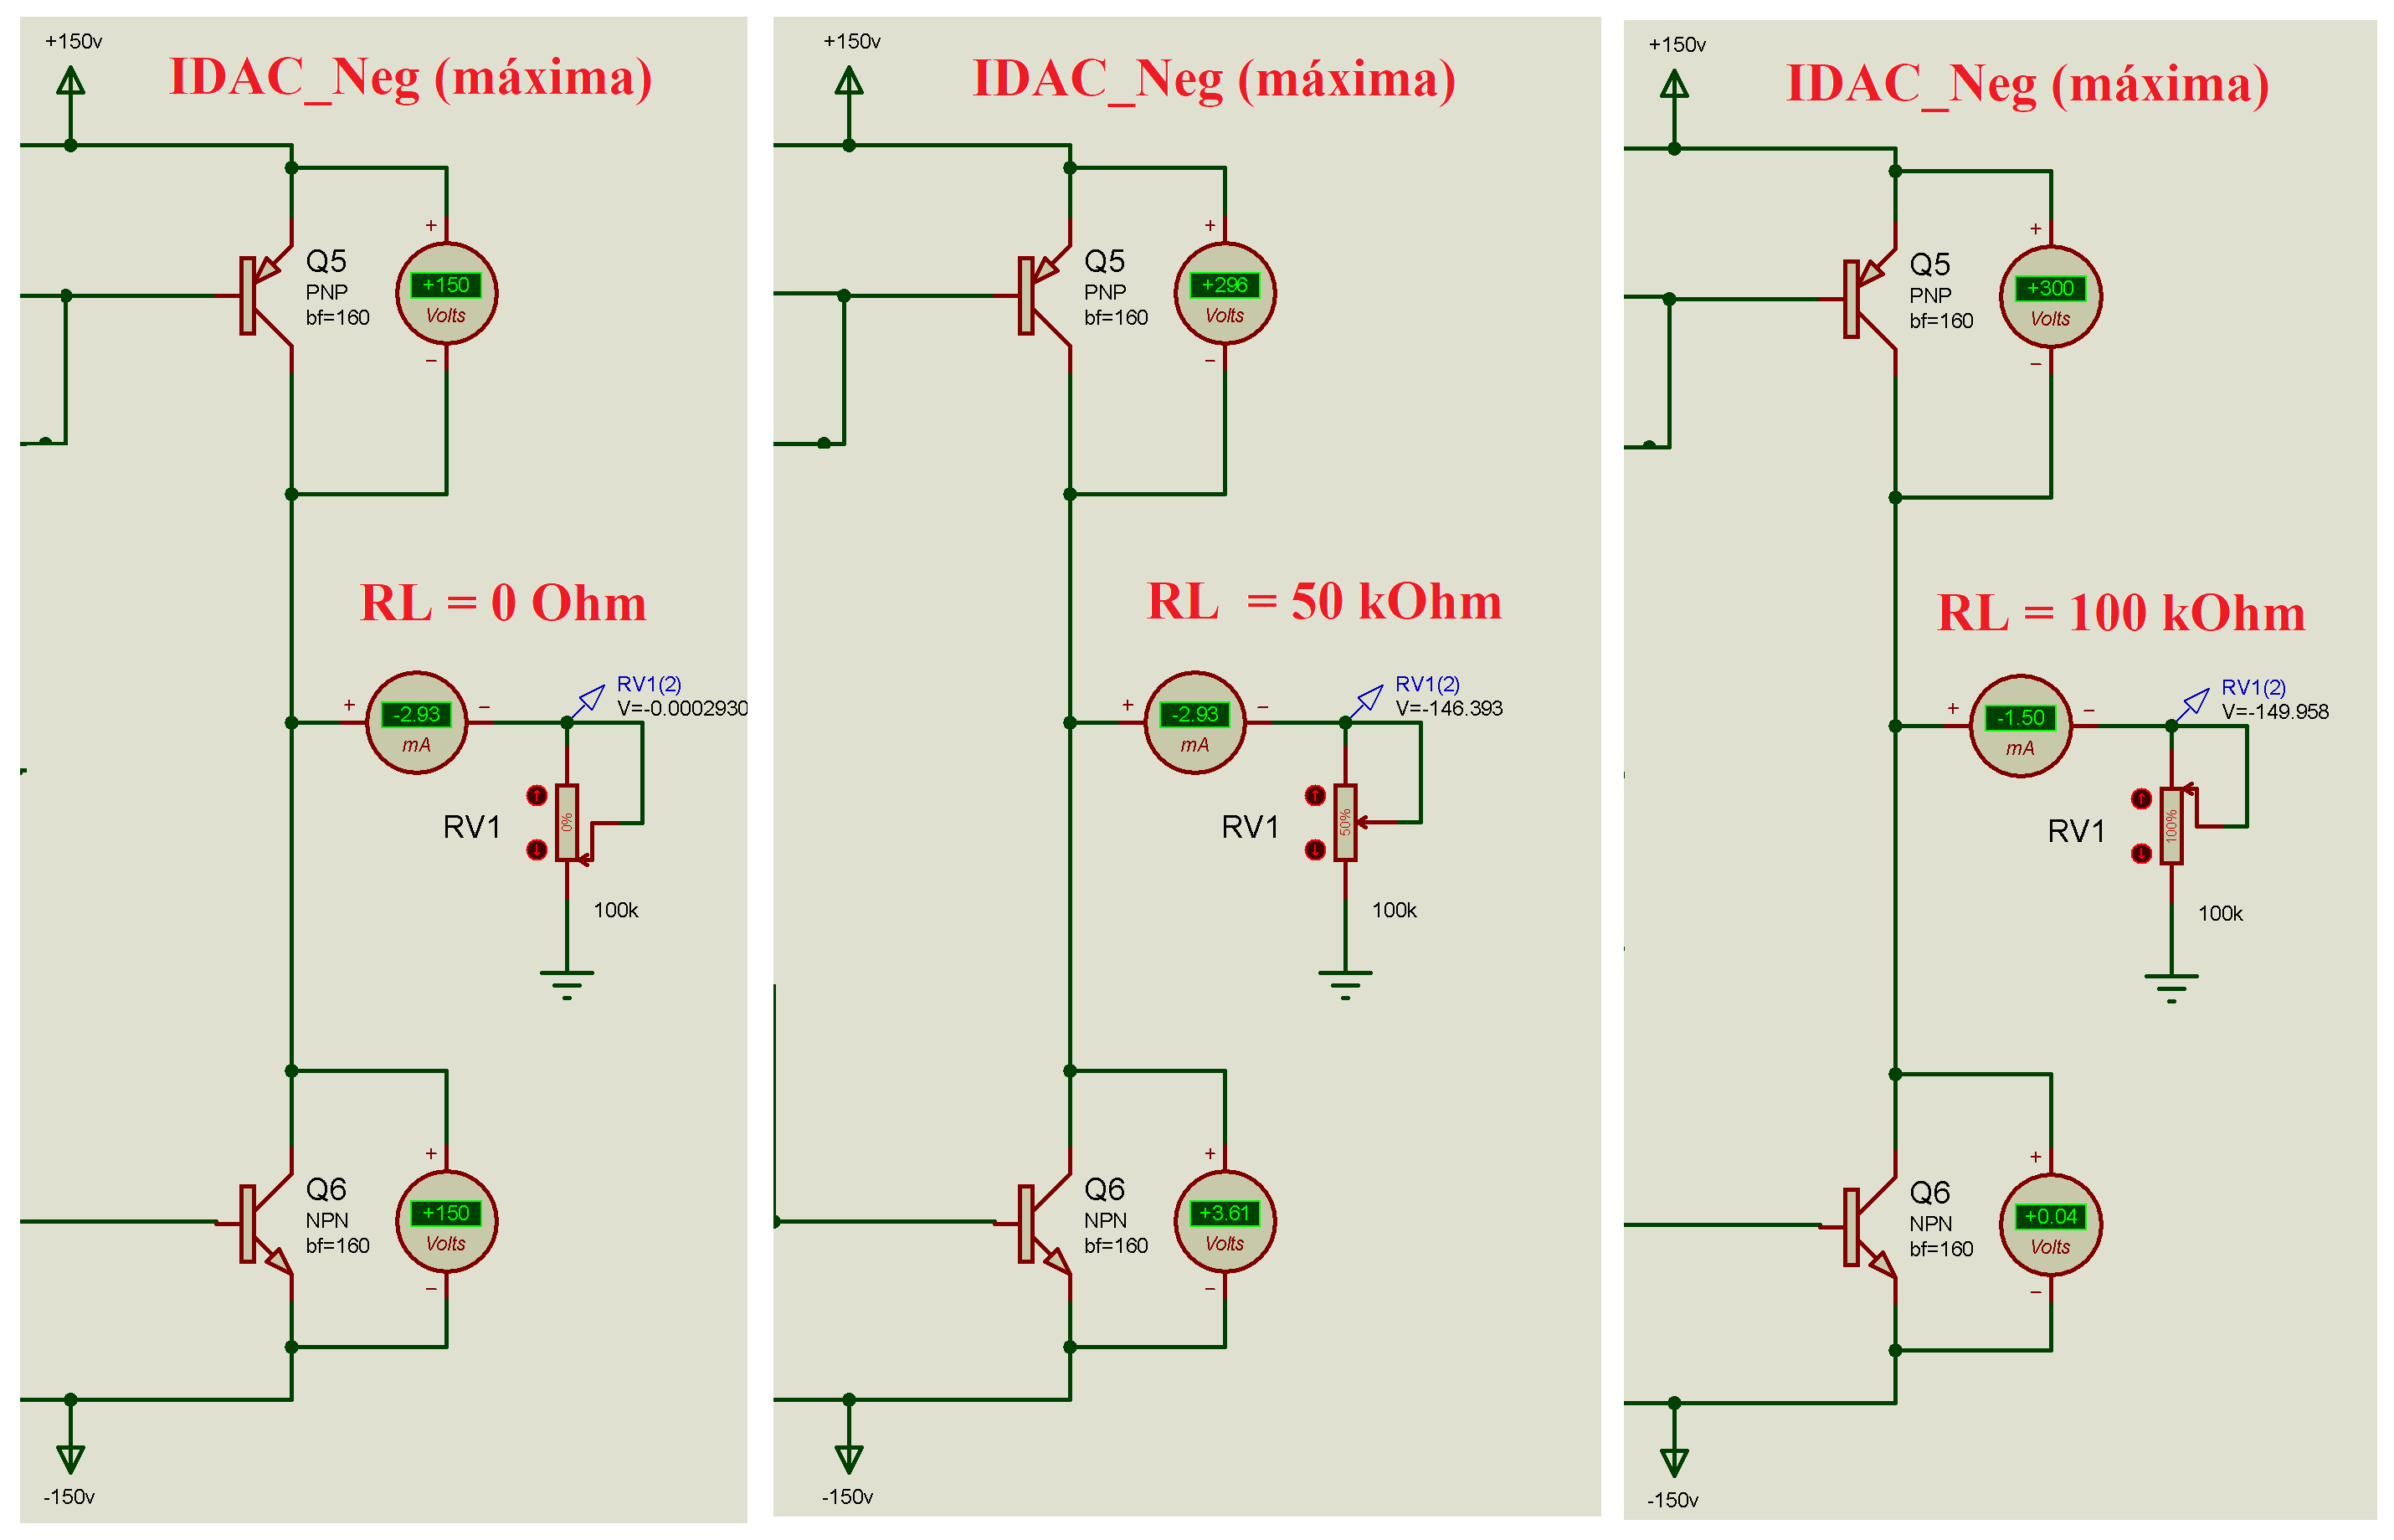 +150v
IDAC_Neg (máxima)
+
Q5
PNP
bf=160
+150
Volts
−
RL = 0 Ohm
+
-2.93
mA
−
RV1(2)
V=-0.0002930
RV1
0%
100k
+
Q6
NPN
bf=160
+150
Volts
−
-150v
+150v
IDAC_Neg (máxima)
+
Q5
PNP
bf=160
+296
Volts
−
RL = 50 kOhm
+
-2.93
mA
−
RV1(2)
V=-146.393
RV1
50%
100k
+
Q6
NPN
bf=160
+3.61
Volts
−
-150v
+150v
IDAC_Neg (máxima)
+
Q5
PNP
bf=160
+300
Volts
−
RL = 100 kOhm
+
-1.50
mA
−
RV1(2)
V=-149.958
RV1
100%
100k
+
Q6
NPN
bf=160
+0.04
Volts
−
-150v